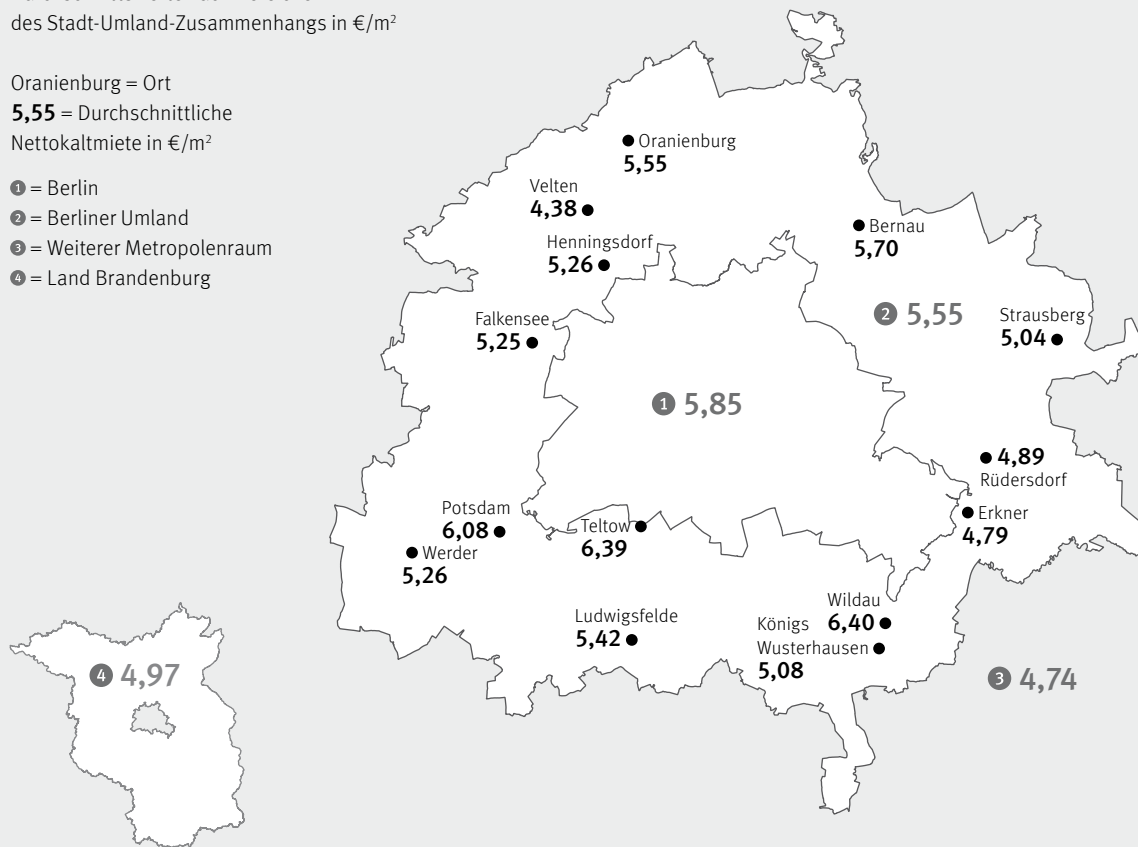 des Stadt-Umland-Zusammenhangs in €/m²
Oranienburg = Ort
5,55 = Durchschnittliche
Nettokaltmiete in €/m²
1 = Berlin
2 = Berliner Umland
3 = Weiterer Metropolenraum
4 = Land Brandenburg
Oranienburg
5,55
Velten
4,38
Henningsdorf
5,26
Bernau
5,70
2 5,55
Strausberg
5,04
Falkensee
5,25
1 5,85
4,89
Rüdersdorf
Erkner
4,79
Potsdam
6,08
Werder
5,26
Teltow
6,39
Ludwigsfelde
5,42
Wildau
6,40
Königs
Wusterhausen
5,08
3 4,74
4 4,97